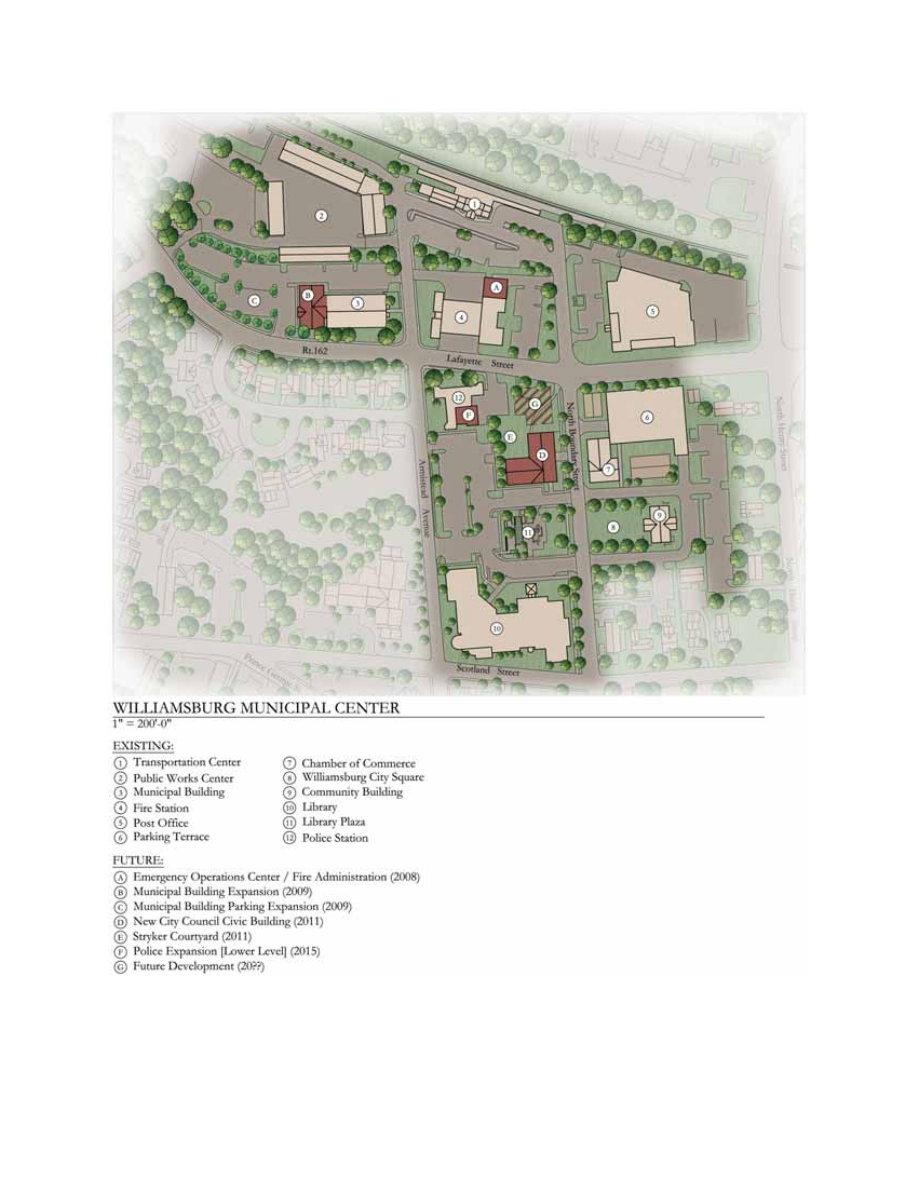 1
2
A
B
C
3
4
5
Rt.162
Lafayette Street
12
F
G
E
D
North Boundary Street
6
7
North Henry Street
Armistead Avenue
11
8
9
10
Scotland Street
WILLIAMSBURG MUNICIPAL CENTER
1" = 200'-0"
EXISTING:
1 Transportation Center
2 Public Works Center
3 Municipal Building
4 Fire Station
5 Post Office
6 Parking Terrace
7 Chamber of Commerce
8 Williamsburg City Square
9 Community Building
10 Library
11 Library Plaza
12 Police Station
FUTURE:
A Emergency Operations Center / Fire Administration (2008)
B Municipal Building Expansion (2009)
C Municipal Building Parking Expansion (2009)
D New City Council Civic Building (2011)
E Stryker Courtyard (2011)
F Police Expansion [Lower Level] (2015)
G Future Development (20??)